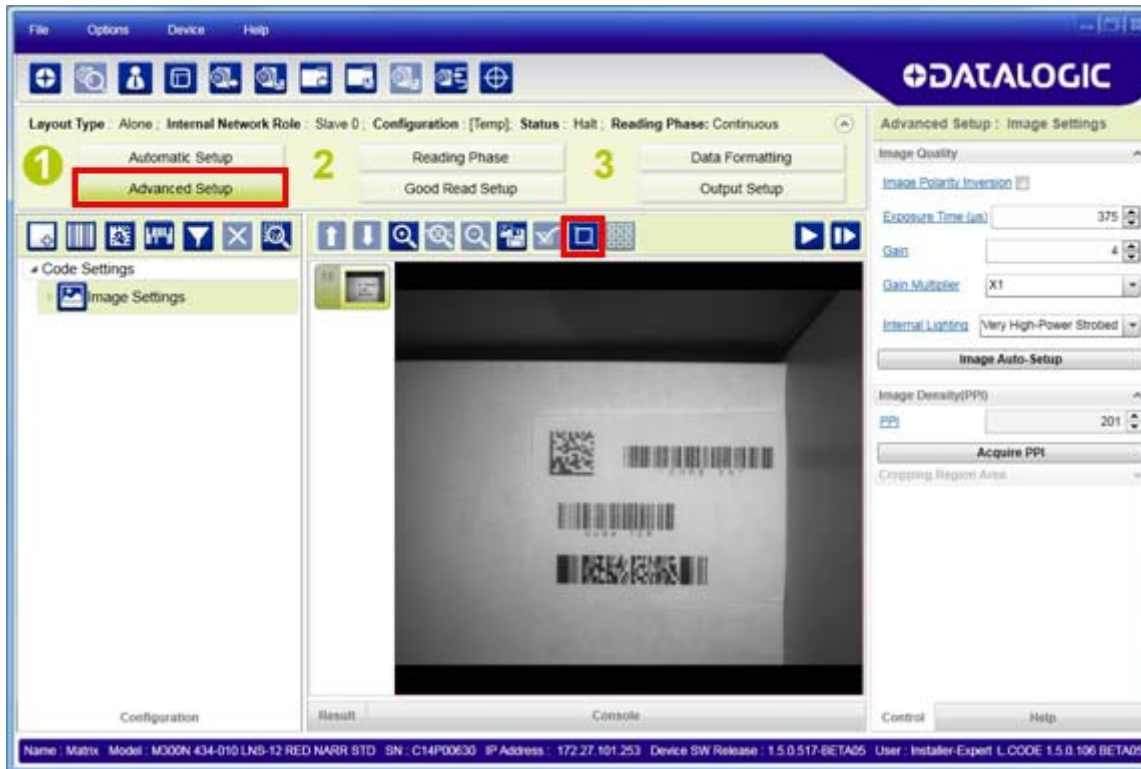 File Options Device Help
DATALOGIC
Layout Type : Alone ; Internal Network Role : Slave 0 ; Configuration : [Temp]; Status : Halt ; Reading Phase: Continuous
1 Automatic Setup 2 Reading Phase 3 Data Formatting
Advanced Setup Good Read Setup Output Setup
Code Settings
Image Settings
Advanced Setup : Image Settings
Image Quality
Image Polarity Inversion
Exposure Time (µs) 375
Gain 4
Gain Multiplier X1
Internal Lighting Very High-Power Strobed
Image Auto-Setup
Image Density(PPI)
PPI 201
Acquire PPI
Cropping Region Area
Configuration Result Console Control Help
Name : Matrix Model : M300N 434-010 LNS-12 RED NARR STD SN : C14P00630 IP Address : 172.27.101.253 Device SW Release : 1.5.0.517-BETA05 User : Installer-Expert L.CODE 1.5.0.106 BETA05